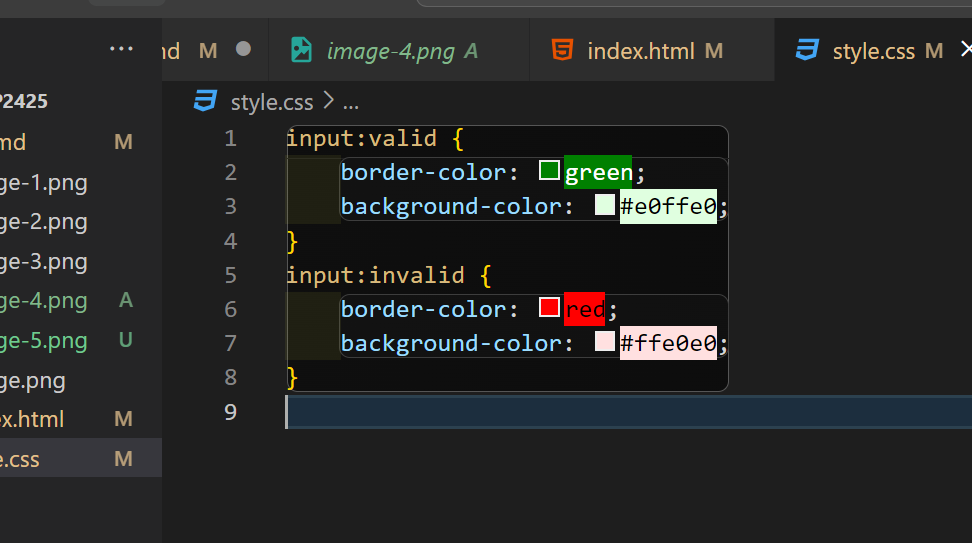 ... nd M ● image-4.png A index.html M style.css M ×
P2425
style.css > ...
md M
ge-1.png
ge-2.png
ge-3.png
ge-4.png A
ge-5.png U
ge.png
ex.html M
e.css M
1 input:valid {
2 border-color: green;
3 background-color: #e0ffe0;
4 }
5 input:invalid {
6 border-color: red;
7 background-color: #ffe0e0;
8 }
9